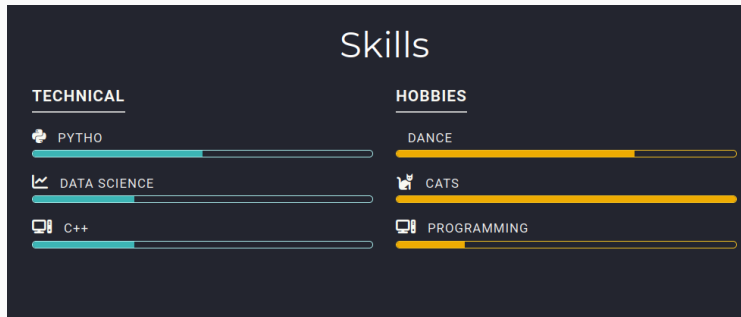 Skills
TECHNICAL
PYTHO
DATA SCIENCE
C++
HOBBIES
DANCE
CATS
PROGRAMMING